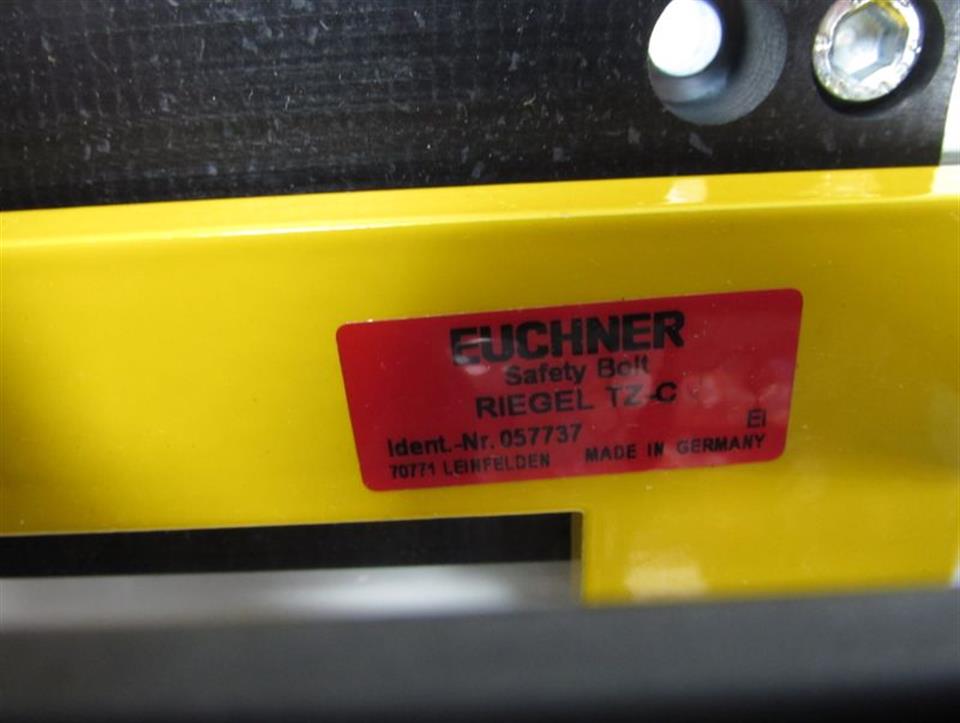 EUCHNER
Safety Bolt
RIEGEL TZ-C
EI
Ident.-Nr. 057737
70771 LEINFELDEN MADE IN GERMANY